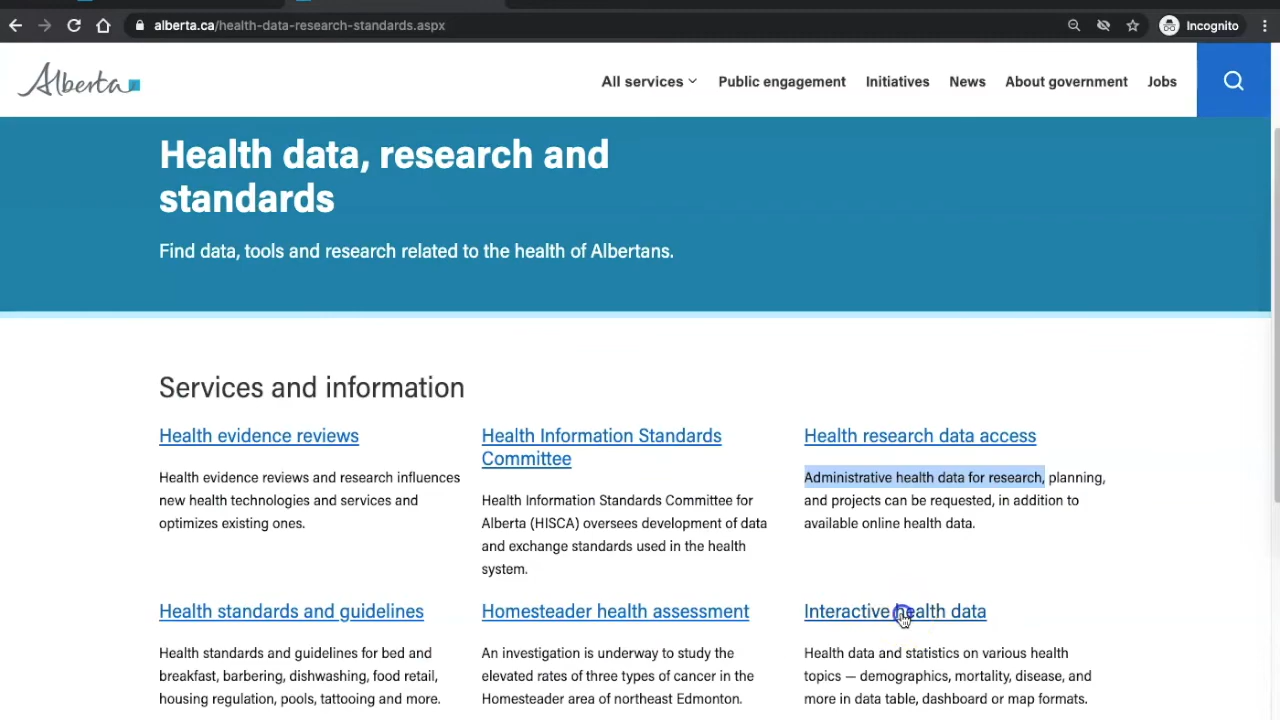 alberta.ca/health-data-research-standards.aspx
Incognito
Alberta
All services
Public engagement
Initiatives
News
About government
Jobs
Health data, research and
standards
Find data, tools and research related to the health of Albertans.
Services and information
Health evidence reviews
Health evidence reviews and research influences
new health technologies and services and
optimizes existing ones.
Health Information Standards
Committee
Health Information Standards Committee for
Alberta (HISCA) oversees development of data
and exchange standards used in the health
system.
Health research data access
Administrative health data for research, planning,
and projects can be requested, in addition to
available online health data.
Health standards and guidelines
Health standards and guidelines for bed and
breakfast, barbering, dishwashing, food retail,
housing regulation, pools, tattooing and more.
Homesteader health assessment
An investigation is underway to study the
elevated rates of three types of cancer in the
Homesteader area of northeast Edmonton.
Interactive health data
Health data and statistics on various health
topics — demographics, mortality, disease, and
more in data table, dashboard or map formats.